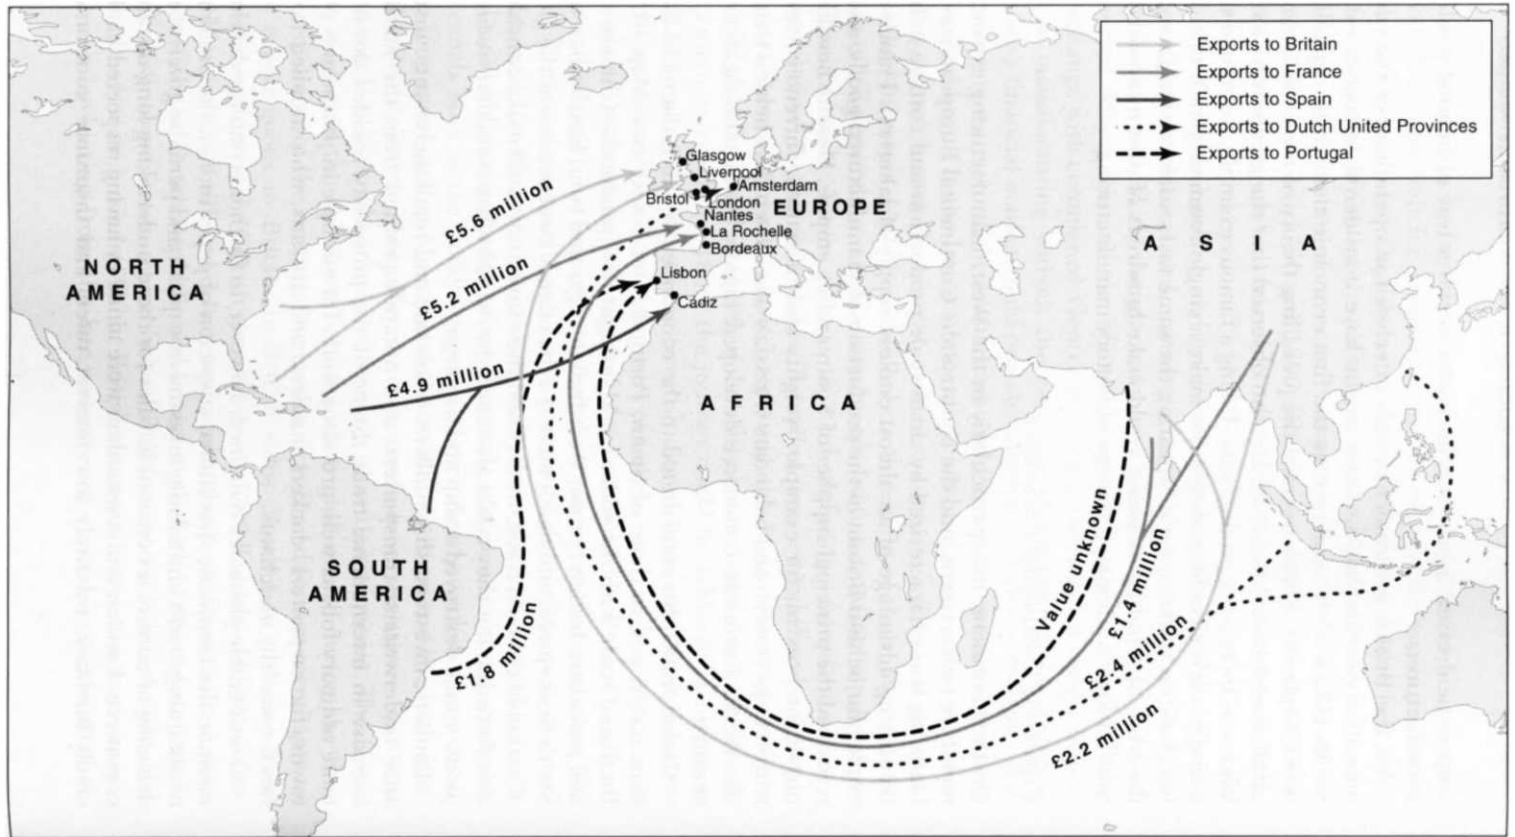 Exports to Britain
Exports to France
Exports to Spain
Exports to Dutch United Provinces
Exports to Portugal
Glasgow
Liverpool
Amsterdam
Bristol
London
EUROPE
Nantes
La Rochelle
Bordeaux
Lisbon
Cádiz
NORTH
AMERICA
ASIA
AFRICA
SOUTH
AMERICA
£5.6 million
£5.2 million
£4.9 million
£1.8 million
Value unknown
£1.4 million
£2.4 million
£2.2 million